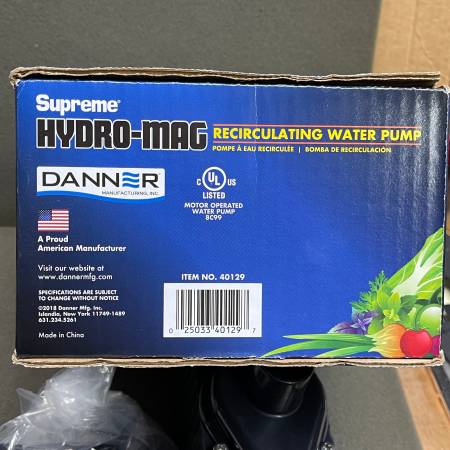 Supreme®
HYDRO-MAG RECIRCULATING WATER PUMP
POMPE À EAU RECIRCULÉE | BOMBA DE RECIRCULACIÓN
DANNER
MANUFACTURING, INC.
C UL US
LISTED
MOTOR OPERATED
WATER PUMP
8C99
A Proud
American Manufacturer
Visit our website at
www.dannermfg.com
SPECIFICATIONS ARE SUBJECT
TO CHANGE WITHOUT NOTICE
©2018 Danner Mfg, Inc.
Islandia, New York 11749-1489
631.234.5261
Made in China
ITEM NO. 40129
0 25033 40129 7